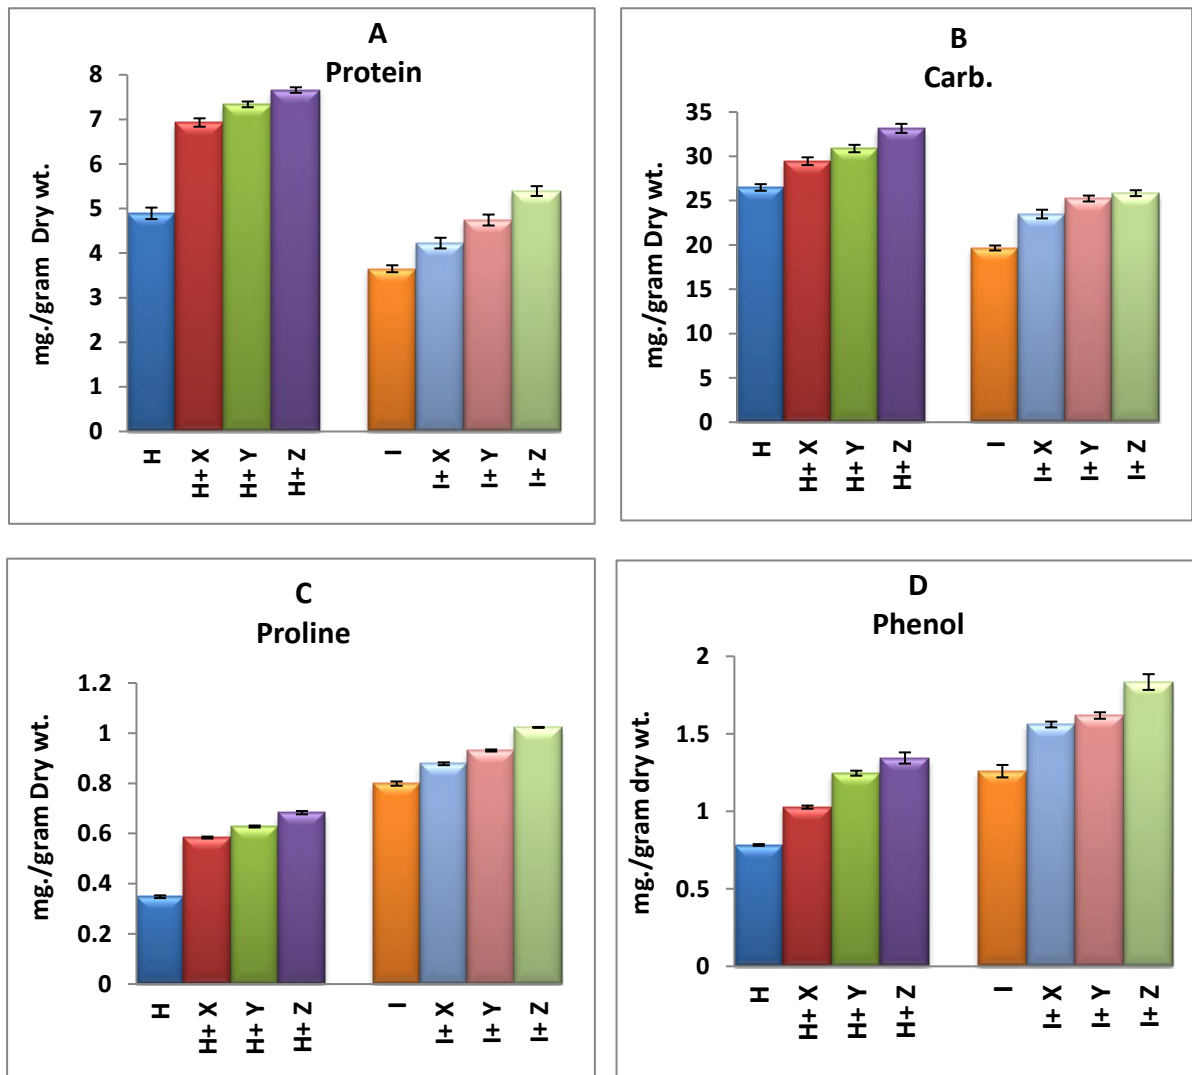 A
Protein
mg./gram Dry wt.
8
7
6
5
4
3
2
1
0
H
H+ X
H+ Y
H+ Z
I
I+ X
I+ Y
I+ Z
B
Carb.
mg./gram Dry wt.
35
30
25
20
15
10
5
0
H
H+ X
H+ Y
H+ Z
I
I+ X
I+ Y
I+ Z
C
Proline
mg./gram Dry wt.
1.2
1
0.8
0.6
0.4
0.2
0
H
H+ X
H+ Y
H+ Z
I
I+ X
I+ Y
I+ Z
D
Phenol
mg./gram dry wt.
2
1.5
1
0.5
0
H
H+ X
H+ Y
H+ Z
I
I+ X
I+ Y
I+ Z